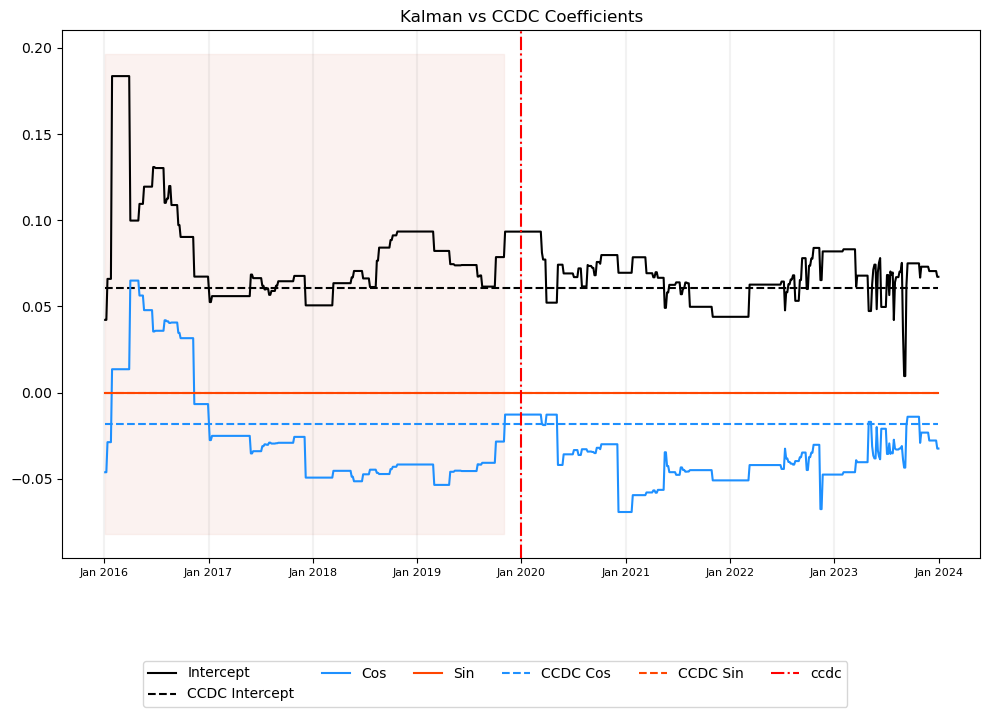 Kalman vs CCDC Coefficients
0.20
0.15
0.10
0.05
0.00
−0.05
Jan 2016 Jan 2017 Jan 2018 Jan 2019 Jan 2020 Jan 2021 Jan 2022 Jan 2023 Jan 2024
Intercept Cos Sin CCDC Cos CCDC Sin ccdc
CCDC Intercept